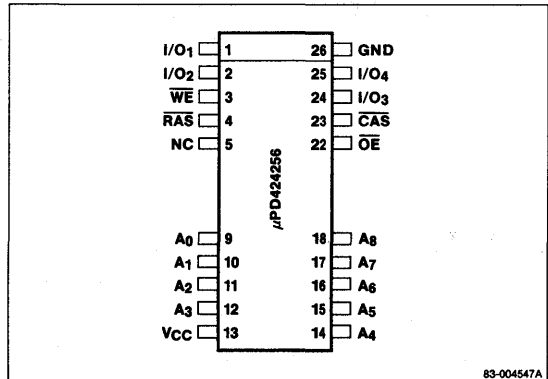 I/O1 1 26 GND
I/O2 2 25 I/O4
WE 3 24 I/O3
RAS 4 23 CAS
NC 5 22 OE
μPD424256
A0 9 18 A8
A1 10 17 A7
A2 11 16 A6
A3 12 15 A5
VCC 13 14 A4
83-004547A